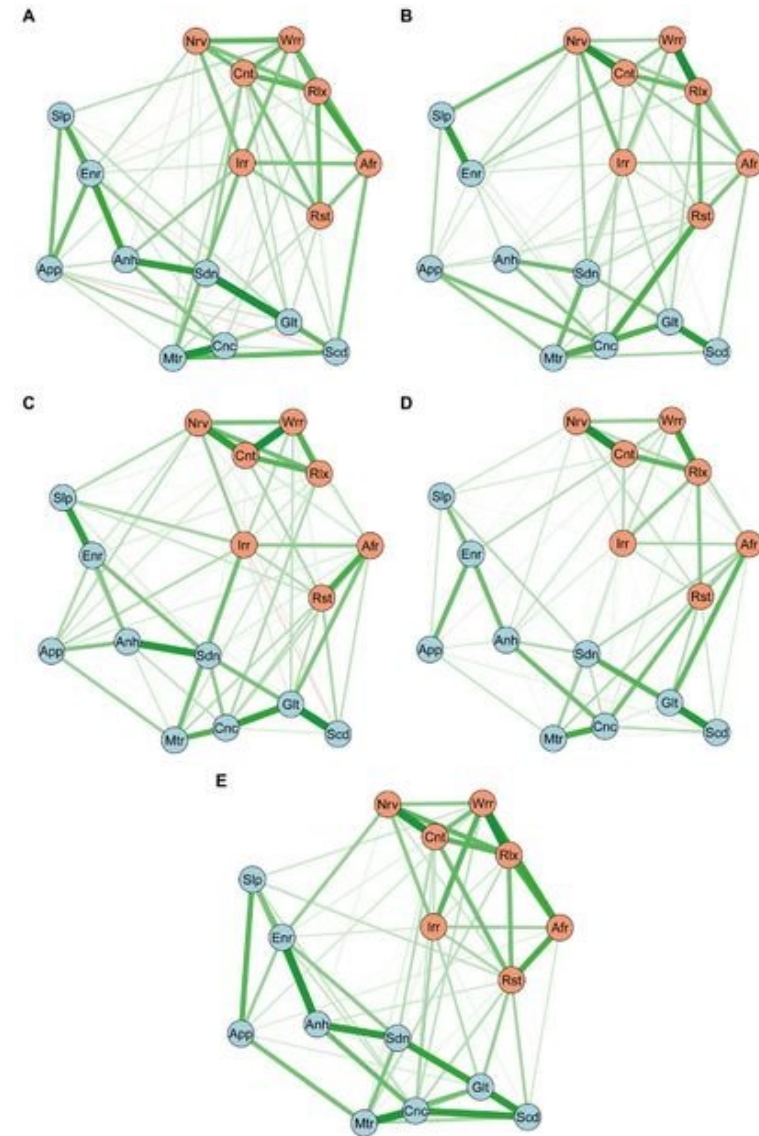 A
Nrv
Wrr
Cnt
Rlx
Slp
Enr
Irr
Afr
Rst
App
Anh
Sdn
Glt
Mtr
Cnc
Scd
B
Nrv
Wrr
Cnt
Rlx
Slp
Enr
Irr
Afr
Rst
App
Anh
Sdn
Glt
Mtr
Cnc
Scd
C
Nrv
Wrr
Cnt
Rlx
Slp
Enr
Irr
Afr
Rst
App
Anh
Sdn
Glt
Mtr
Cnc
Scd
D
Nrv
Wrr
Cnt
Rlx
Slp
Enr
Irr
Afr
Rst
App
Anh
Sdn
Glt
Mtr
Cnc
Scd
E
Nrv
Wrr
Cnt
Rlx
Slp
Enr
Irr
Afr
Rst
App
Anh
Sdn
Glt
Mtr
Cnc
Scd